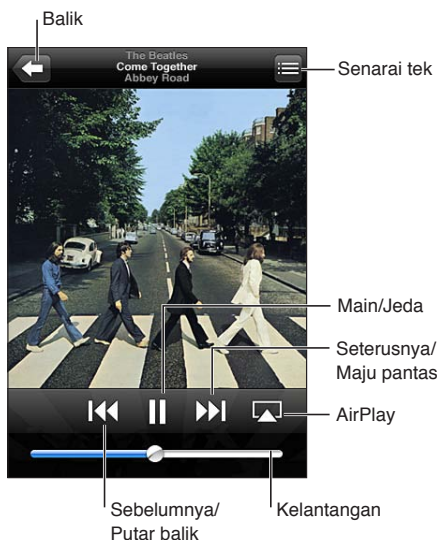 Balik
The Beatles
Come Together
Abbey Road
Senarai tek
Main/Jeda
Seterusnya/
Maju pantas
AirPlay
Sebelumnya/
Putar balik
Kelantangan